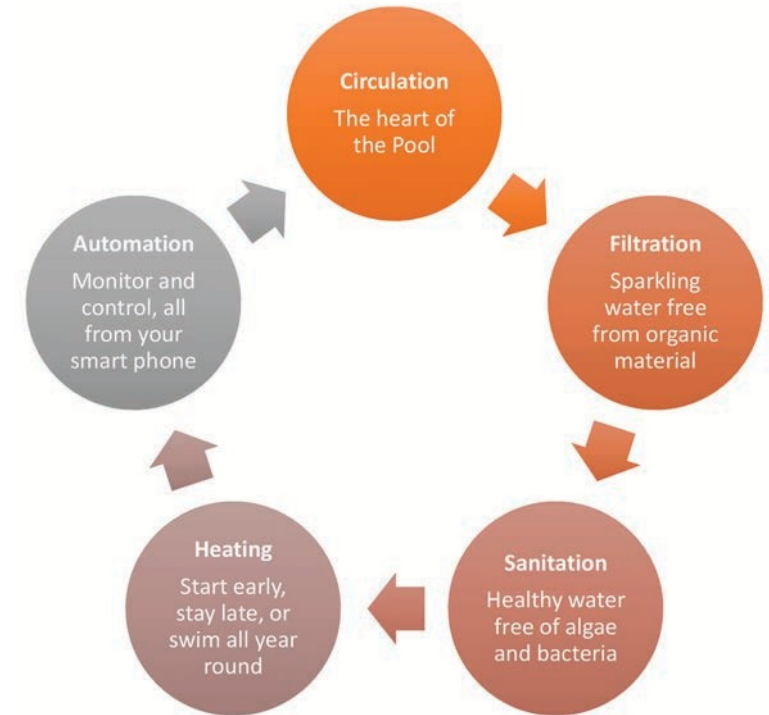 Circulation
The heart of
the Pool
Filtration
Sparkling
water free
from organic
material
Sanitation
Healthy water
free of algae
and bacteria
Heating
Start early,
stay late, or
swim all year
round
Automation
Monitor and
control, all
from your
smart phone